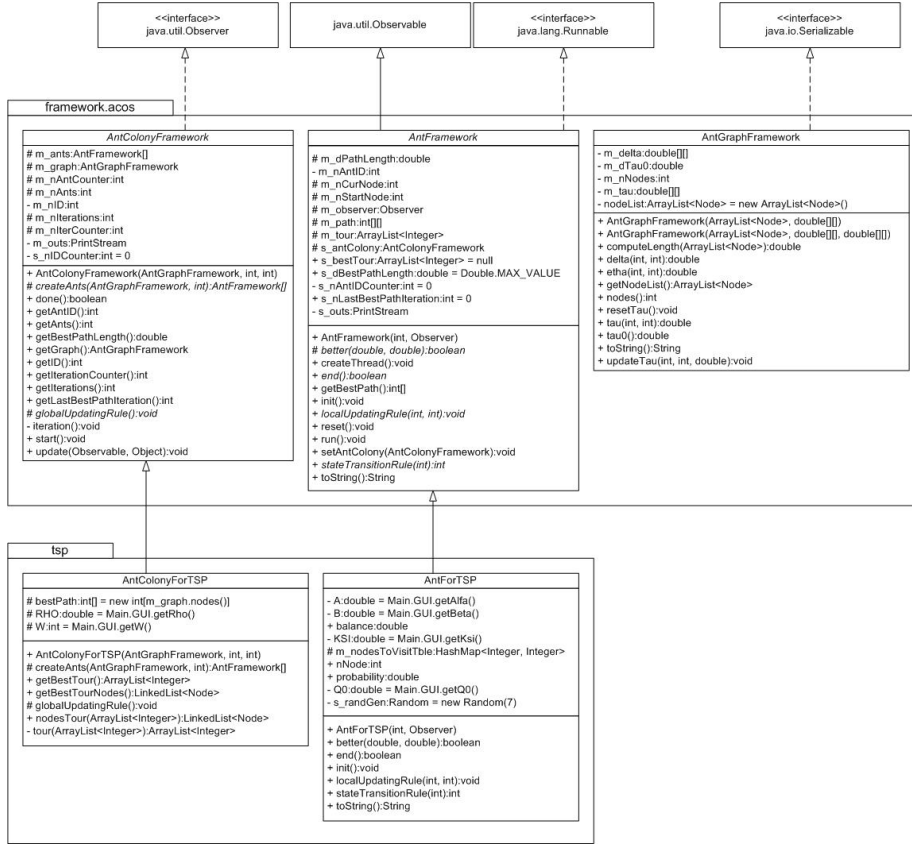 <<interface>>
java.util.Observer
java.util.Observable
<<interface>>
java.lang.Runnable
<<interface>>
java.io.Serializable
framework.acos
AntColonyFramework
# m_ants:AntFramework[]
# m_graph:AntGraphFramework
# m_nAntCounter:int
# m_nAnts:int
- m_nID:int
# m_nIterations:int
# m_nIterCounter:int
- m_outs:PrintStream
- s_nIDCounter:int = 0
+ AntColonyFramework(AntGraphFramework, int, int)
# createAnts(AntGraphFramework, int):AntFramework[]
+ done():boolean
+ getAntID():int
+ getAnts():int
+ getBestPathLength():double
+ getGraph():AntGraphFramework
+ getID():int
+ getIterationCounter():int
+ getIterations():int
+ getLastBestPathIteration():int
# globalUpdatingRule():void
- iteration():void
+ start():void
+ update(Observable, Object):void
AntFramework
# m_dPathLength:double
- m_nAntID:int
# m_nCurNode:int
# m_nStartNode:int
# m_observer:Observer
# m_path:int[][]
# m_tour:ArrayList<Integer>
# s_antColony:AntColonyFramework
+ s_bestTour:ArrayList<Integer> = null
+ s_dBestPathLength:double = Double.MAX_VALUE
- s_nAntIDCounter:int = 0
+ s_nLastBestPathIteration:int = 0
- s_outs:PrintStream
+ AntFramework(int, Observer)
# better(double, double):boolean
+ createThread():void
+ end():boolean
+ getBestPath():int[]
+ init():void
+ localUpdatingRule(int, int):void
+ reset():void
+ run():void
+ setAntColony(AntColonyFramework):void
+ stateTransitionRule(int):int
+ toString():String
AntGraphFramework
- m_delta:double[][]
- m_dTau0:double
- m_nNodes:int
- m_tau:double[][]
- nodeList:ArrayList<Node> = new ArrayList<Node>()
+ AntGraphFramework(ArrayList<Node>, double[][])
+ AntGraphFramework(ArrayList<Node>, double[][], double[][])
+ computeLength(ArrayList<Node>):double
+ delta(int, int):double
+ etha(int, int):double
+ getNodeList():ArrayList<Node>
+ nodes():int
+ resetTau():void
+ tau(int, int):double
+ tau0():double
+ toString():String
+ updateTau(int, int, double):void
tsp
AntColonyForTSP
# bestPath:int[] = new int[m_graph.nodes()]
# RHO:double = Main.GUI.getRho()
# W:int = Main.GUI.getW()
+ AntColonyForTSP(AntGraphFramework, int, int)
# createAnts(AntGraphFramework, int):AntFramework[]
+ getBestTour():ArrayList<Integer>
+ getBestTourNodes():LinkedList<Node>
# globalUpdatingRule():void
+ nodesTour(ArrayList<Integer>):LinkedList<Node>
- tour(ArrayList<Integer>):ArrayList<Integer>
AntForTSP
- A:double = Main.GUI.getAlfa()
- B:double = Main.GUI.getBeta()
+ balance:double
- KSI:double = Main.GUI.getKsi()
# m_nodesToVisitTble:HashMap<Integer, Integer>
+ nNode:int
+ probability:double
- Q0:double = Main.GUI.getQ0()
- s_randGen:Random = new Random(7)
+ AntForTSP(int, Observer)
+ better(double, double):boolean
+ end():boolean
+ init():void
+ localUpdatingRule(int, int):void
+ stateTransitionRule(int):int
+ toString():String